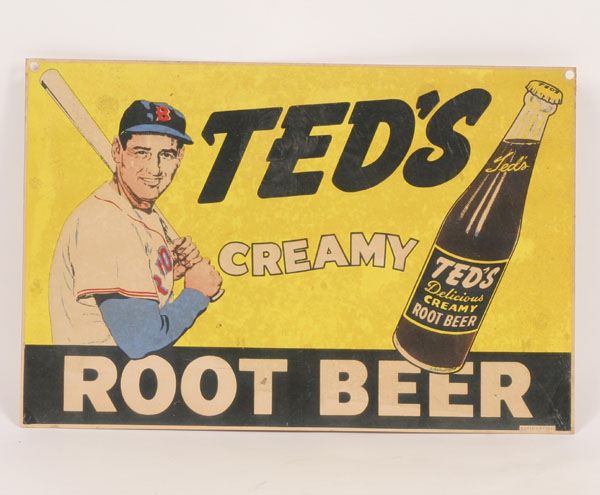 TED'S
CREAMY
ROOT BEER
B
Ted's
TED'S
Delicious
CREAMY
ROOT BEER